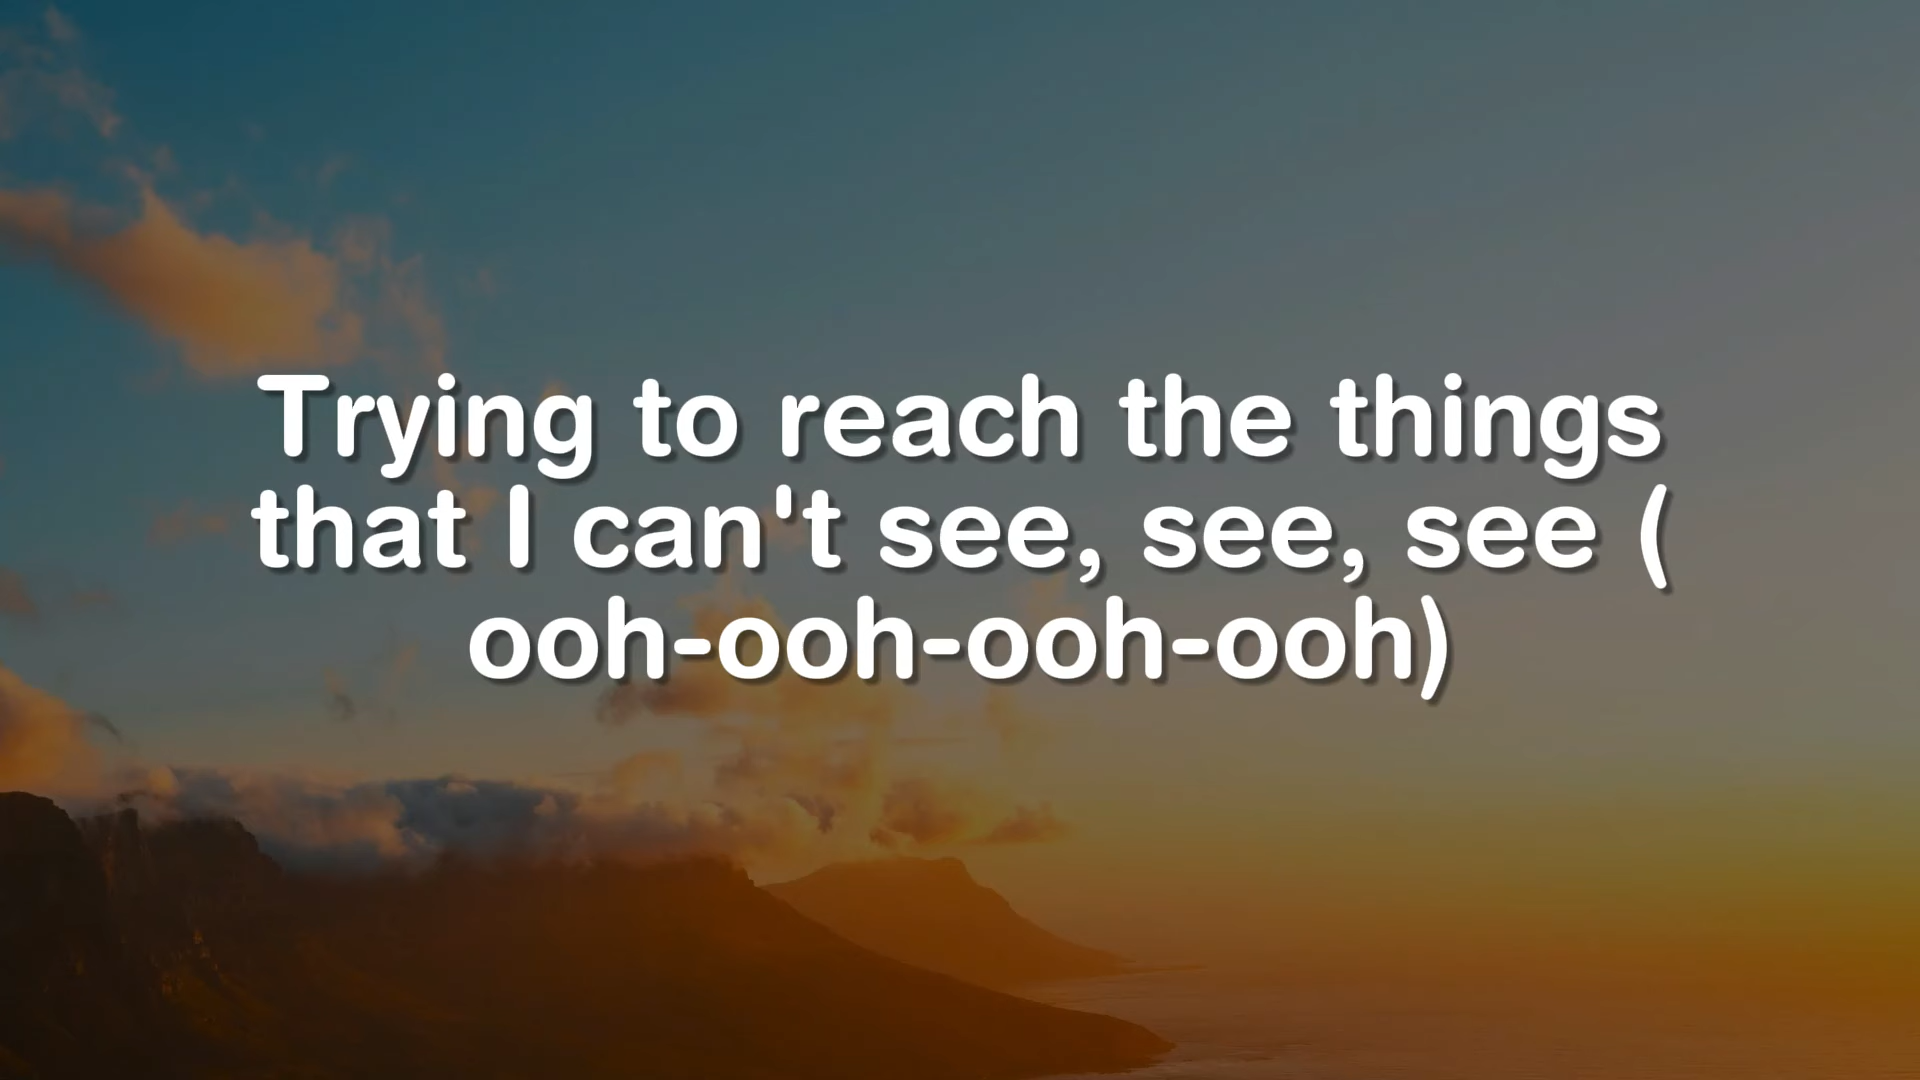 Trying to reach the things
that I can't see, see, see (
ooh-ooh-ooh-ooh)